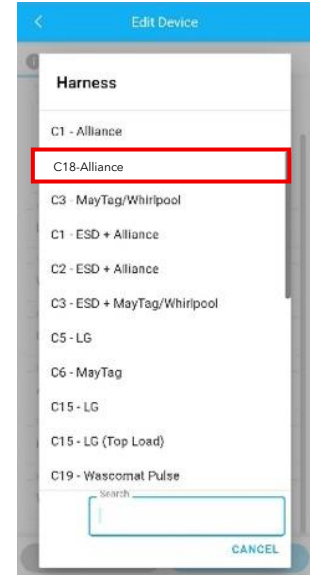 Edit Device
Harness
C1 - Alliance
C18-Alliance
C3 - MayTag/Whirlpool
C1 - ESD + Alliance
C2 - ESD + Alliance
C3 - ESD + MayTag/Whirlpool
C5 - LG
C6 - MayTag
C15 - LG
C15 - LG (Top Load)
C19 - Wascomat Pulse
Search
CANCEL